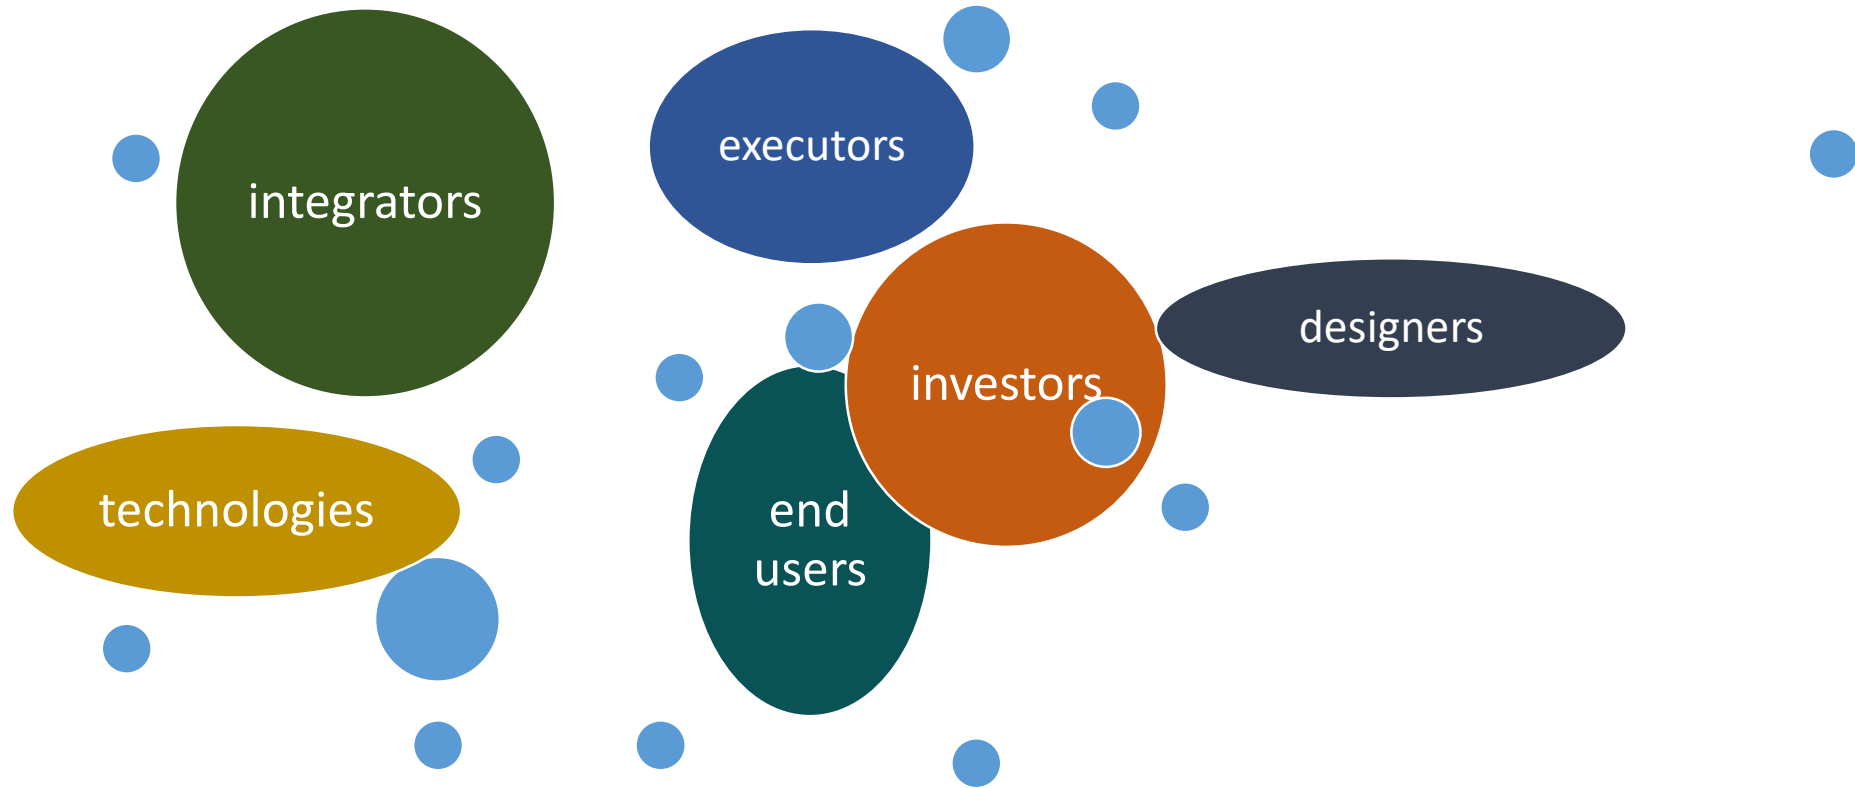 integrators
executors
designers
investors
technologies
end
users